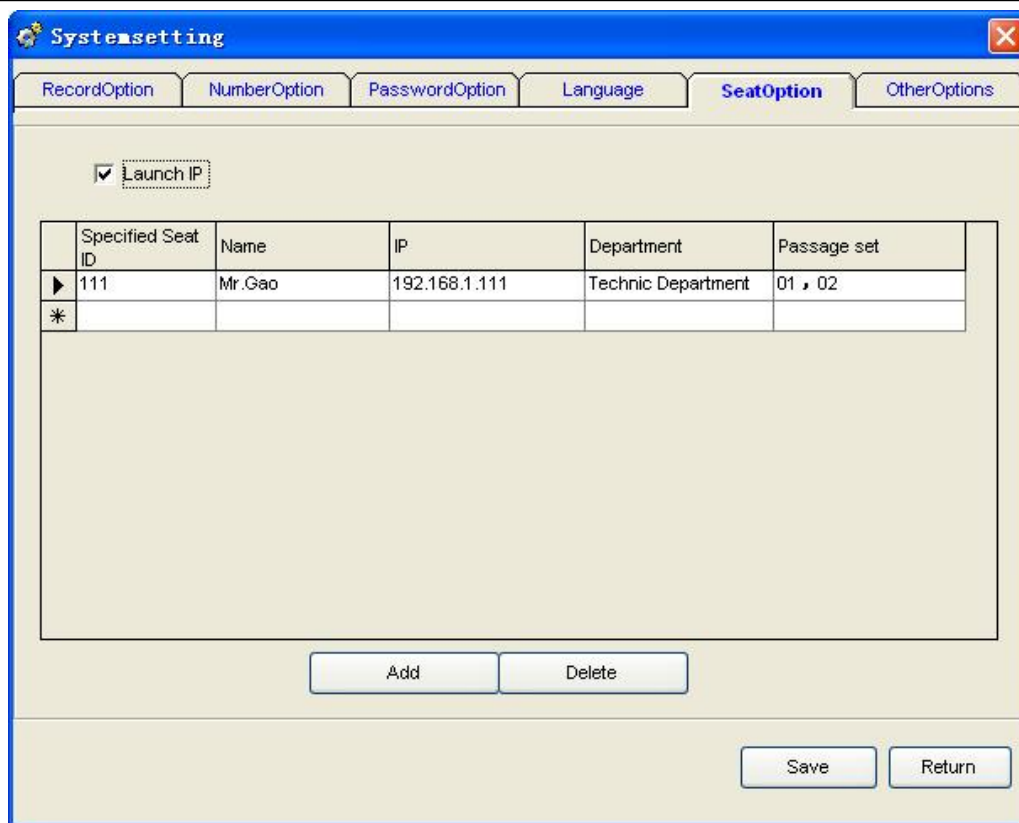 Systemsetting
RecordOption NumberOption PasswordOption Language SeatOption OtherOptions
Launch IP
Specified Seat ID Name IP Department Passage set
111 Mr.Gao 192.168.1.111 Technic Department 01，02
Add Delete
Save Return